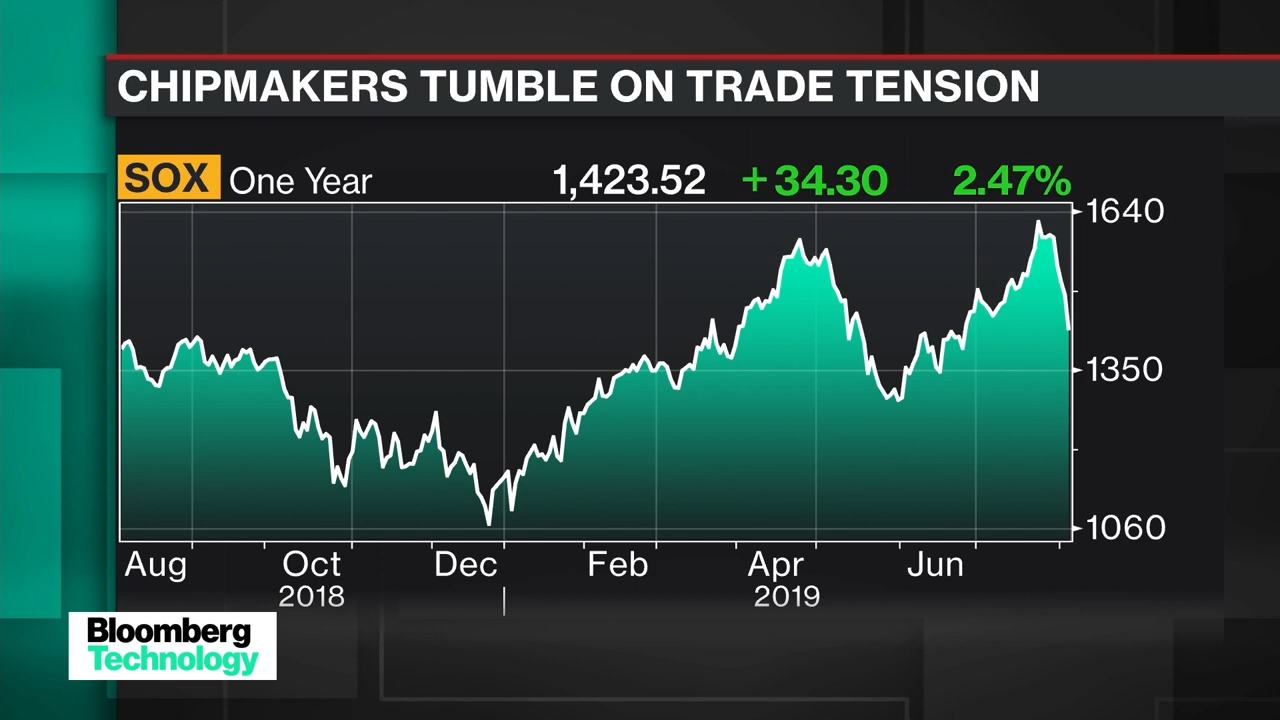 CHIPMAKERS TUMBLE ON TRADE TENSION
SOX One Year 1,423.52 +34.30 2.47%
1640
1350
1060
Aug Oct Dec Feb Apr Jun
2018 2019
Bloomberg
Technology